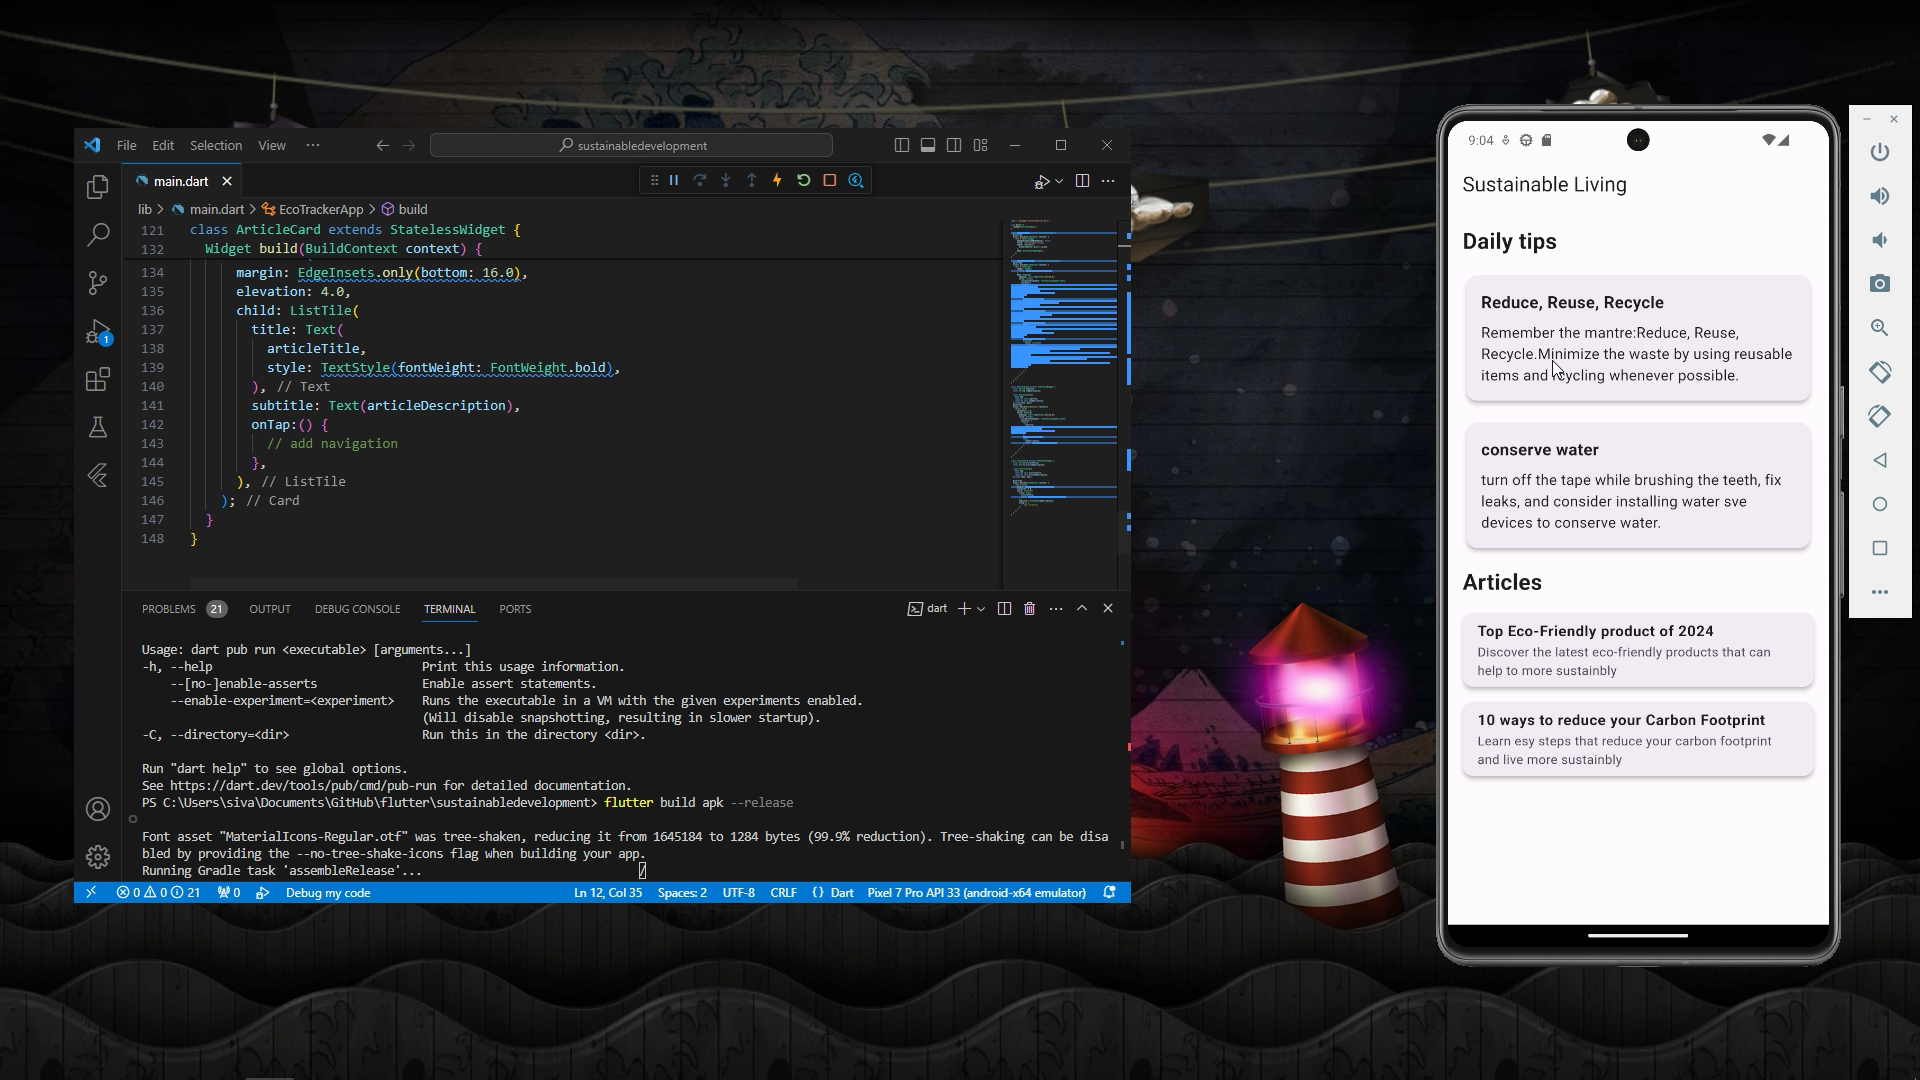 File Edit Selection View ··· sustainabledevelopment
main.dart
lib > main.dart > EcoTrackerApp > build
121 class ArticleCard extends StatelessWidget {
132 Widget build(BuildContext context) {
134 margin: EdgeInsets.only(bottom: 16.0),
135 elevation: 4.0,
136 child: ListTile(
137 title: Text(
138 articleTitle,
139 style: TextStyle(fontWeight: FontWeight.bold),
140 ), // Text
141 subtitle: Text(articleDescription),
142 onTap:() {
143 // add navigation
144 },
145 ), // ListTile
146 ); // Card
147 }
148 }
1
PROBLEMS 21 OUTPUT DEBUG CONSOLE TERMINAL PORTS dart
Usage: dart pub run <executable> [arguments...]
-h, --help Print this usage information.
--[no-]enable-asserts Enable assert statements.
--enable-experiment=<experiment> Runs the executable in a VM with the given experiments enabled.
(Will disable snapshotting, resulting in slower startup).
-C, --directory=<dir> Run this in the directory <dir>.
Run "dart help" to see global options.
See https://dart.dev/tools/pub/cmd/pub-run for detailed documentation.
PS C:\Users\siva\Documents\GitHub\flutter\sustainabledevelopment> flutter build apk --release
Font asset "MaterialIcons-Regular.otf" was tree-shaken, reducing it from 1645184 to 1284 bytes (99.9% reduction). Tree-shaking can be disa
bled by providing the --no-tree-shake-icons flag when building your app.
Running Gradle task 'assembleRelease'... /
0 0 21 0 Debug my code Ln 12, Col 35 Spaces: 2 UTF-8 CRLF {} Dart Pixel 7 Pro API 33 (android-x64 emulator)
9:04
Sustainable Living
Daily tips
Reduce, Reuse, Recycle
Remember the mantre:Reduce, Reuse,
Recycle.Minimize the waste by using reusable
items and cycling whenever possible.
conserve water
turn off the tape while brushing the teeth, fix
leaks, and consider installing water sve
devices to conserve water.
Articles
Top Eco-Friendly product of 2024
Discover the latest eco-friendly products that can
help to more sustainbly
10 ways to reduce your Carbon Footprint
Learn esy steps that reduce your carbon footprint
and live more sustainbly